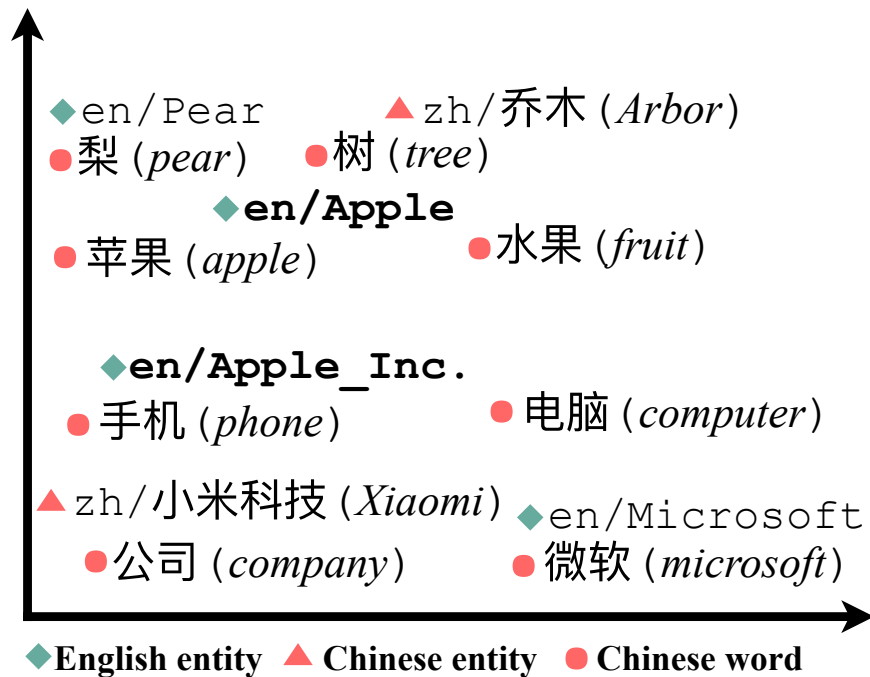 en/Pear zh/乔木 (Arbor)
梨 (pear) 树 (tree)
en/Apple
苹果 (apple) 水果 (fruit)
en/Apple_Inc.
手机 (phone) 电脑 (computer)
zh/小米科技 (Xiaomi) en/Microsoft
公司 (company) 微软 (microsoft)
English entity Chinese entity Chinese word